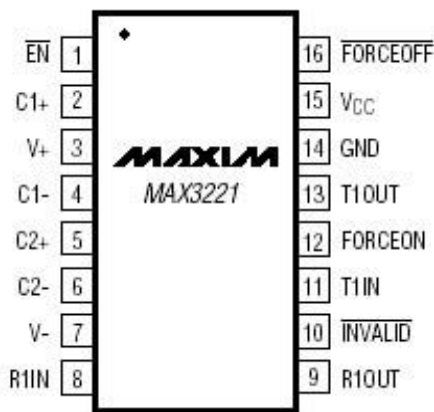 EN 1 16 FORCEOFF
C1+ 2 15 VCC
V+ 3 MAXIM 14 GND
C1- 4 MAX3221 13 T1OUT
C2+ 5 12 FORCEON
C2- 6 11 T1IN
V- 7 10 INVALID
R1IN 8 9 R1OUT